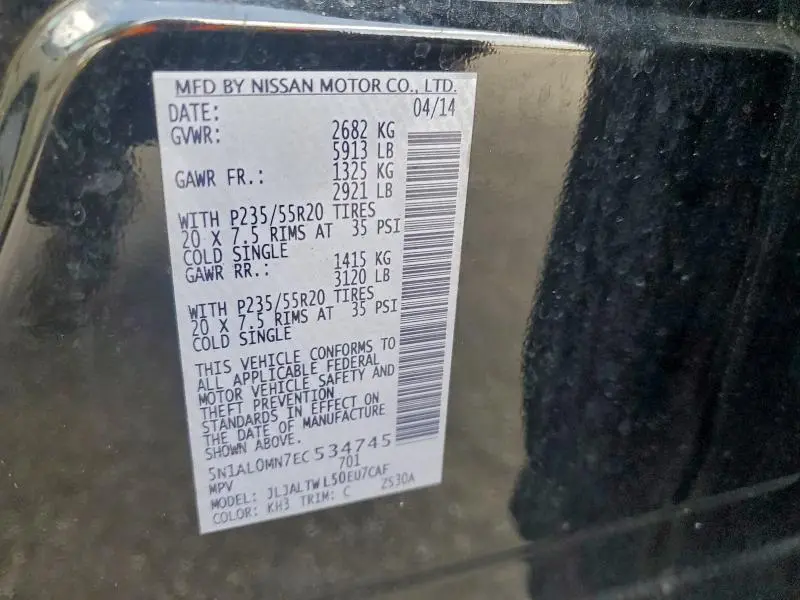 MFD BY NISSAN MOTOR CO., LTD.
DATE: 04/14
GVWR: 2682 KG
5913 LB
GAWR FR.: 1325 KG
2921 LB
WITH P235/55R20 TIRES
20 X 7.5 RIMS AT 35 PSI
COLD SINGLE
GAWR RR.: 1415 KG
3120 LB
WITH P235/55R20 TIRES
20 X 7.5 RIMS AT 35 PSI
COLD SINGLE
THIS VEHICLE CONFORMS TO
ALL APPLICABLE FEDERAL
MOTOR VEHICLE SAFETY AND
THEFT PREVENTION
STANDARDS IN EFFECT ON
THE DATE OF MANUFACTURE
SHOWN ABOVE.
5N1AL0MN7EC534745
MPV 701
MODEL: JLJALTWL50EU7CAF
COLOR: KH3 TRIM: C ZS30A